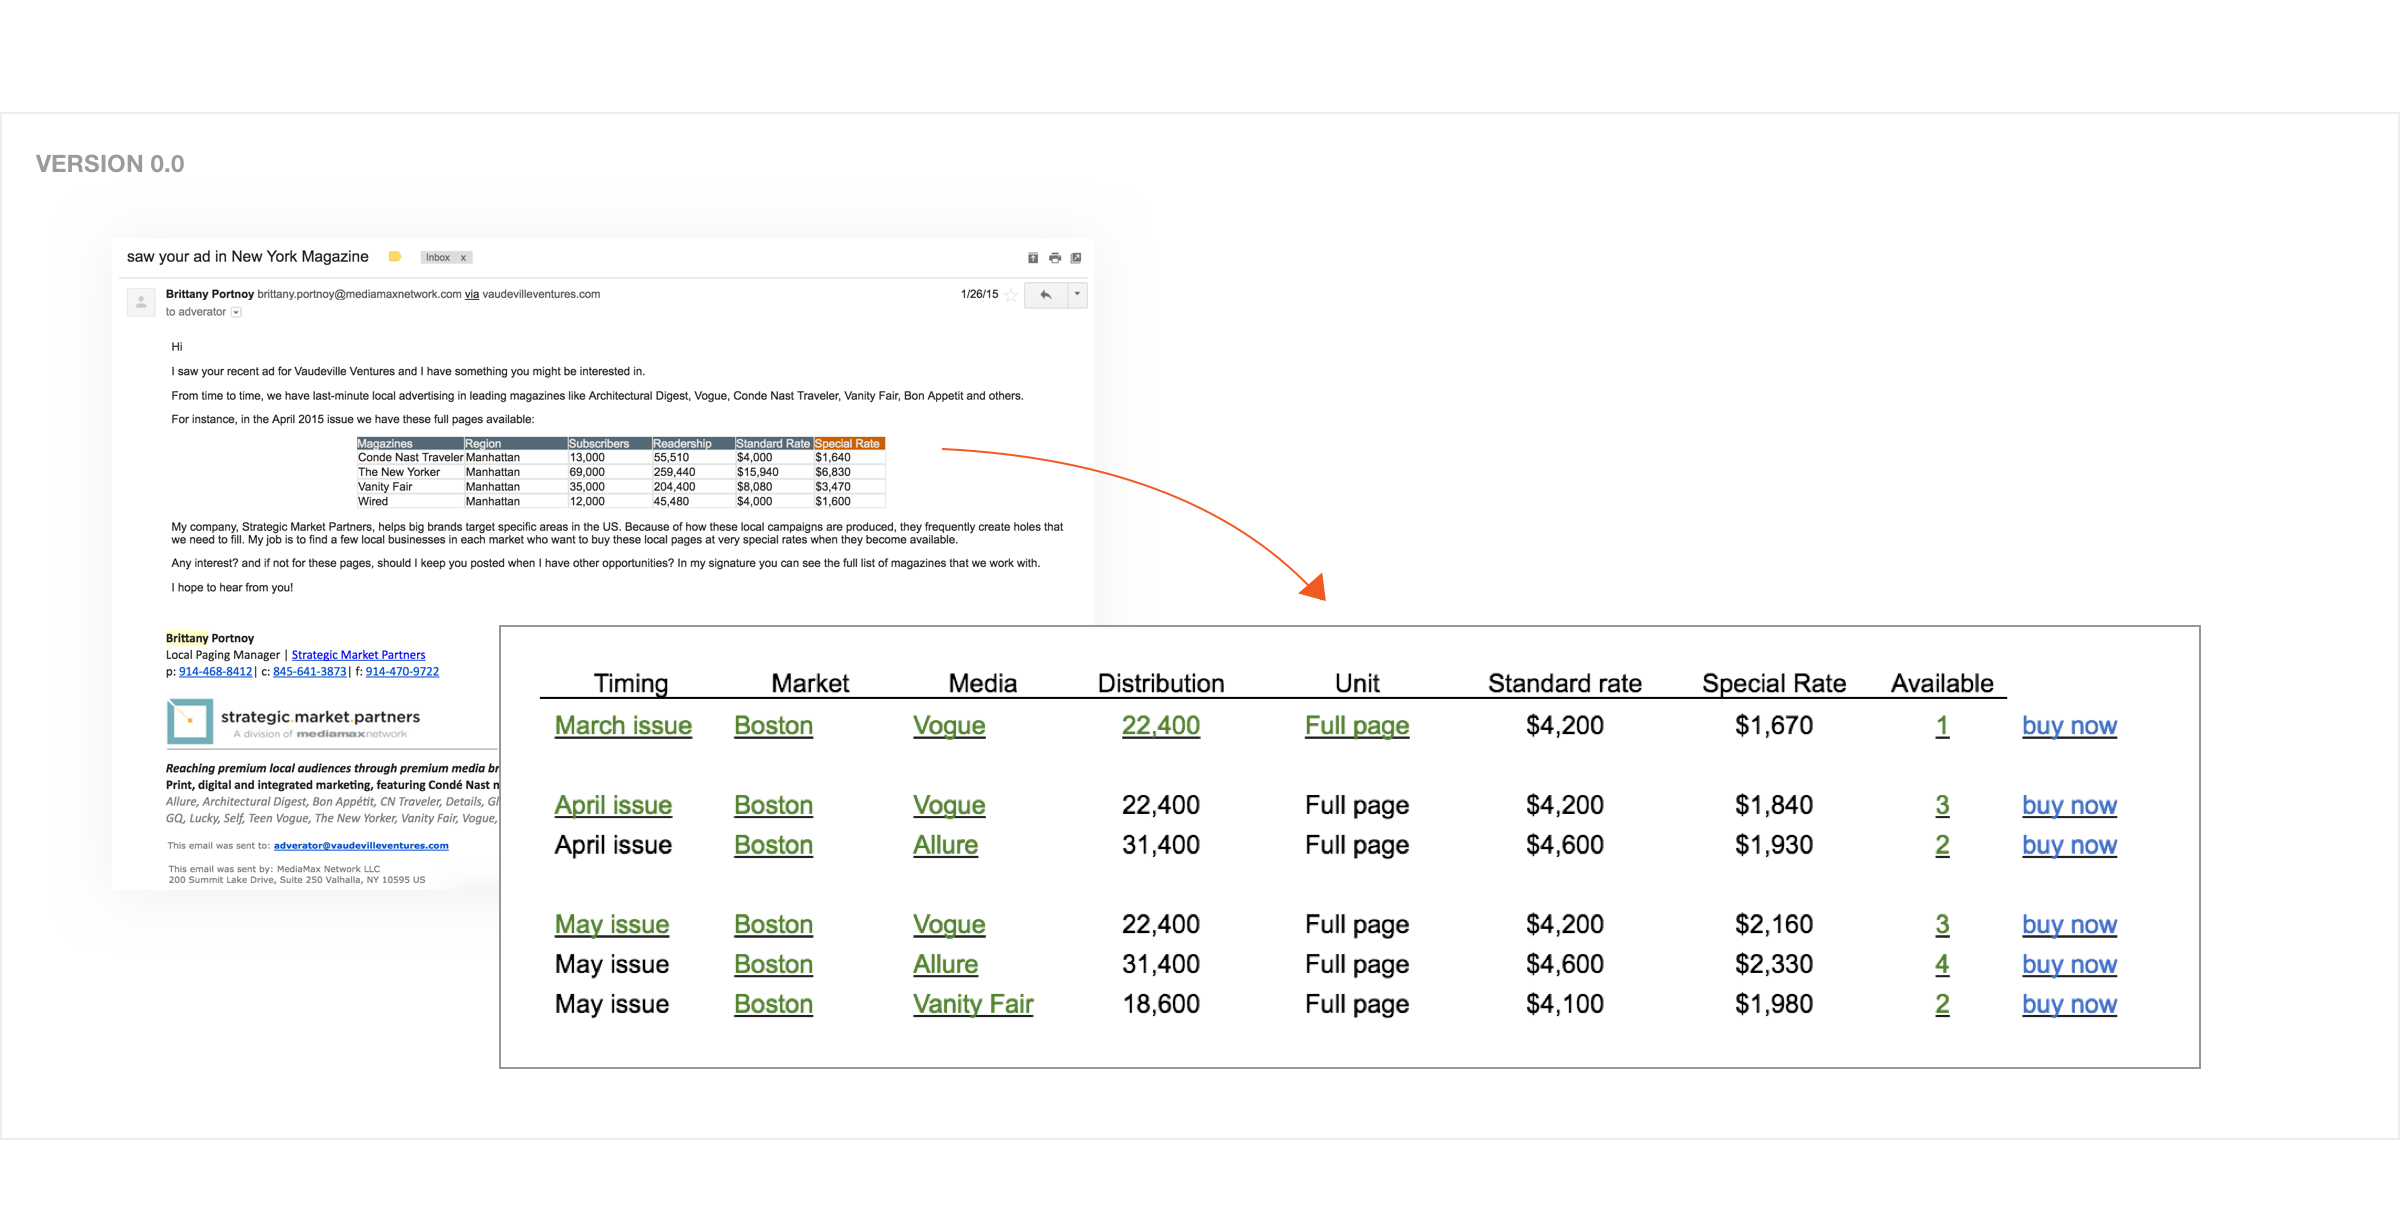 VERSION 0.0
saw your ad in New York Magazine Inbox x
Brittany Portnoy brittany.portnoy@mediamaxnetwork.com via vaudevilleventures.com 1/26/15
to adverator
Hi
I saw your recent ad for Vaudeville Ventures and I have something you might be interested in.
From time to time, we have last-minute local advertising in leading magazines like Architectural Digest, Vogue, Conde Nast Traveler, Vanity Fair, Bon Appetit and others.
For instance, in the April 2015 issue we have these full pages available:
Magazines Region Subscribers Readership Standard Rate Special Rate
Conde Nast Traveler Manhattan 13,000 55,510 $4,000 $1,640
The New Yorker Manhattan 69,000 259,440 $15,940 $6,830
Vanity Fair Manhattan 35,000 204,400 $8,080 $3,470
Wired Manhattan 12,000 45,480 $4,000 $1,600
My company, Strategic Market Partners, helps big brands target specific areas in the US. Because of how these local campaigns are produced, they frequently create holes that
we need to fill. My job is to find a few local businesses in each market who want to buy these local pages at very special rates when they become available.
Any interest? and if not for these pages, should I keep you posted when I have other opportunities? In my signature you can see the full list of magazines that we work with.
I hope to hear from you!
Brittany Portnoy
Local Paging Manager | Strategic Market Partners
p: 914-468-8412| c: 845-641-3873| f: 914-470-9722
strategic.market.partners
A division of mediamaxnetwork
Reaching premium local audiences through premium media br
Print, digital and integrated marketing, featuring Condé Nast n
Allure, Architectural Digest, Bon Appétit, CN Traveler, Details, Gl
GQ, Lucky, Self, Teen Vogue, The New Yorker, Vanity Fair, Vogue,
This email was sent to: adverator@vaudevilleventures.com
This email was sent by: MediaMax Network LLC
200 Summit Lake Drive, Suite 250 Valhalla, NY 10595 US
Timing Market Media Distribution Unit Standard rate Special Rate Available
March issue Boston Vogue 22,400 Full page $4,200 $1,670 1 buy now
April issue Boston Vogue 22,400 Full page $4,200 $1,840 3 buy now
April issue Boston Allure 31,400 Full page $4,600 $1,930 2 buy now
May issue Boston Vogue 22,400 Full page $4,200 $2,160 3 buy now
May issue Boston Allure 31,400 Full page $4,600 $2,330 4 buy now
May issue Boston Vanity Fair 18,600 Full page $4,100 $1,980 2 buy now